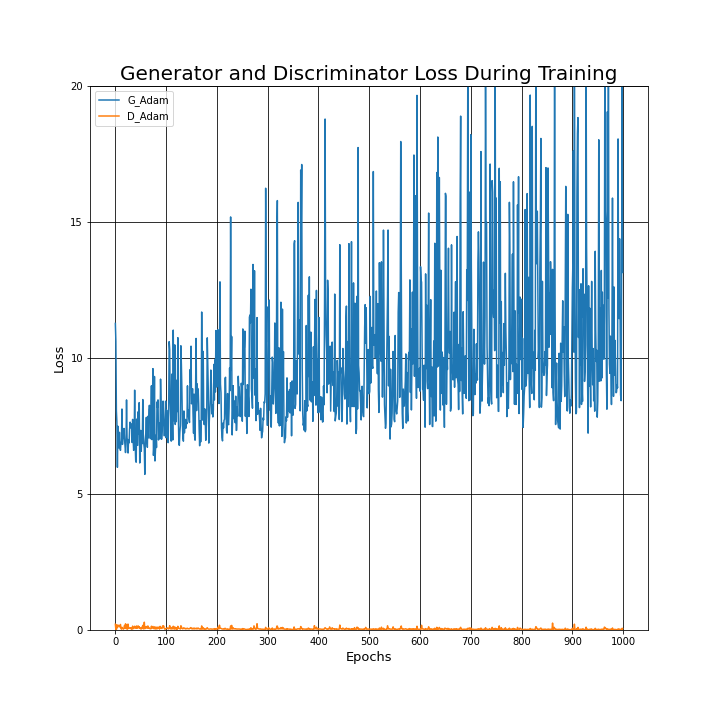 Generator and Discriminator Loss During Training
G_Adam
D_Adam
20
15
10
5
0
Loss
0 100 200 300 400 500 600 700 800 900 1000
Epochs